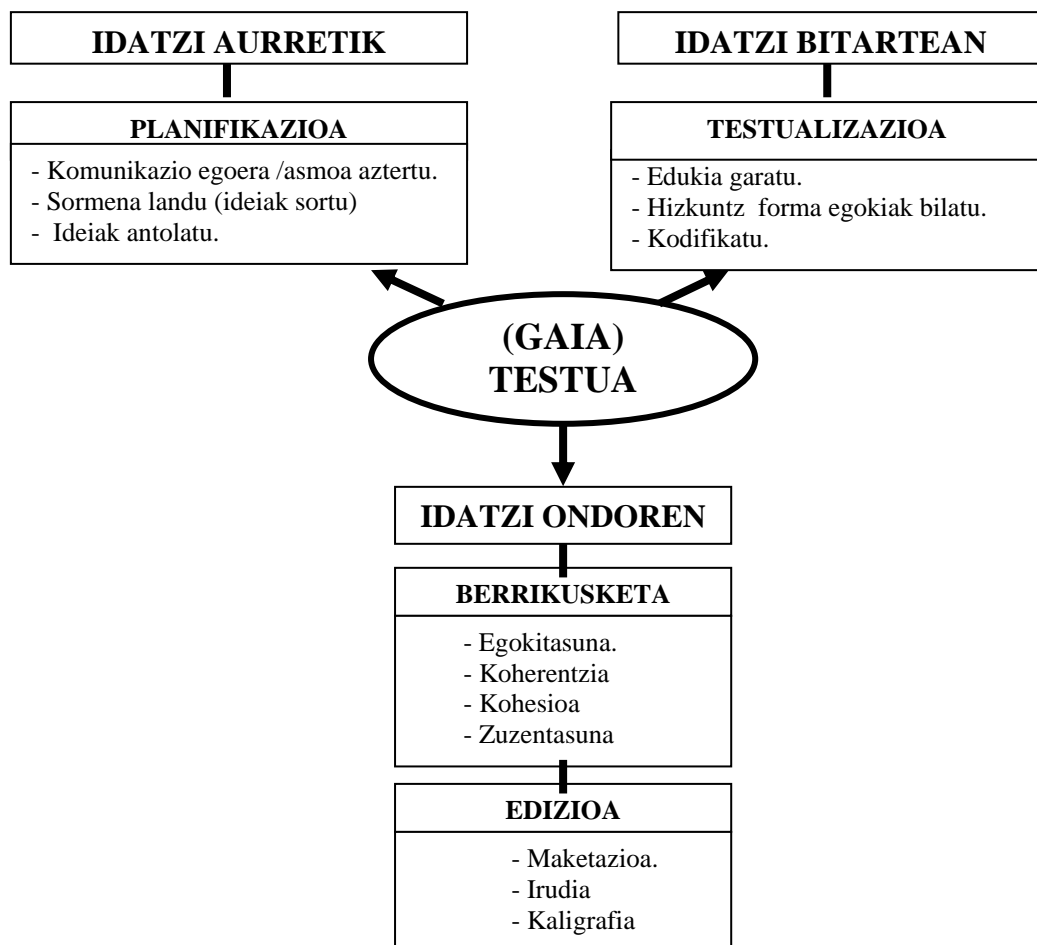 IDATZI AURRETIK
PLANIFIKAZIOA
- Komunikazio egoera /asmoa aztertu.
- Sormena landu (ideiak sortu)
- Ideiak antolatu.
IDATZI BITARTEAN
TESTUALIZAZIOA
- Edukia garatu.
- Hizkuntz forma egokiak bilatu.
- Kodifikatu.
(GAIA)
TESTUA
IDATZI ONDOREN
BERRIKUSKETA
- Egokitasuna.
- Koherentzia
- Kohesioa
- Zuzentasuna
EDIZIOA
- Maketazioa.
- Irudia
- Kaligrafia